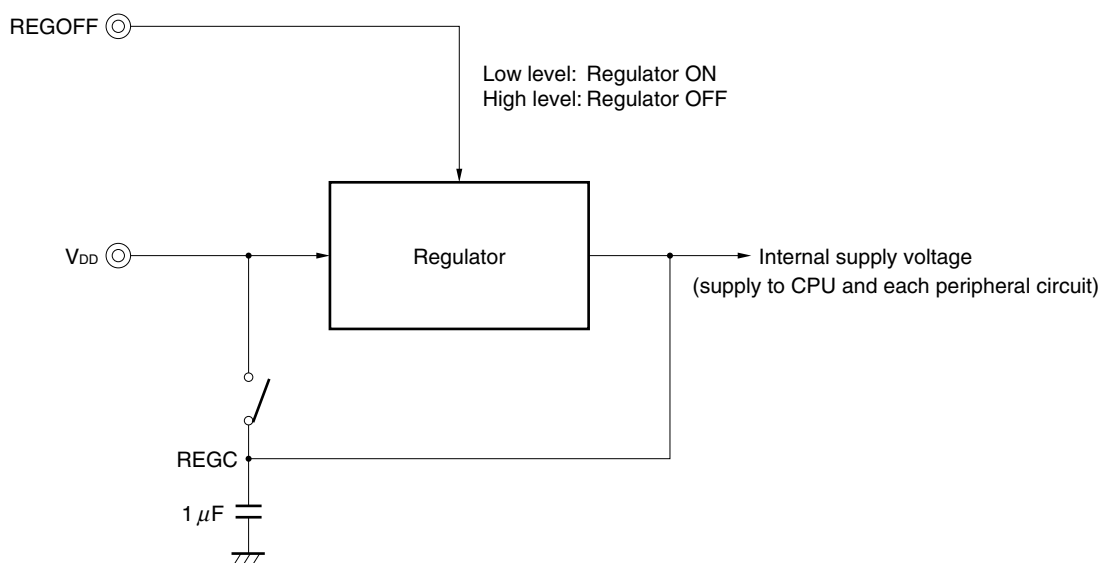 REGOFF
Low level: Regulator ON
High level: Regulator OFF
VDD
Regulator
Internal supply voltage
(supply to CPU and each peripheral circuit)
REGC
1 μF